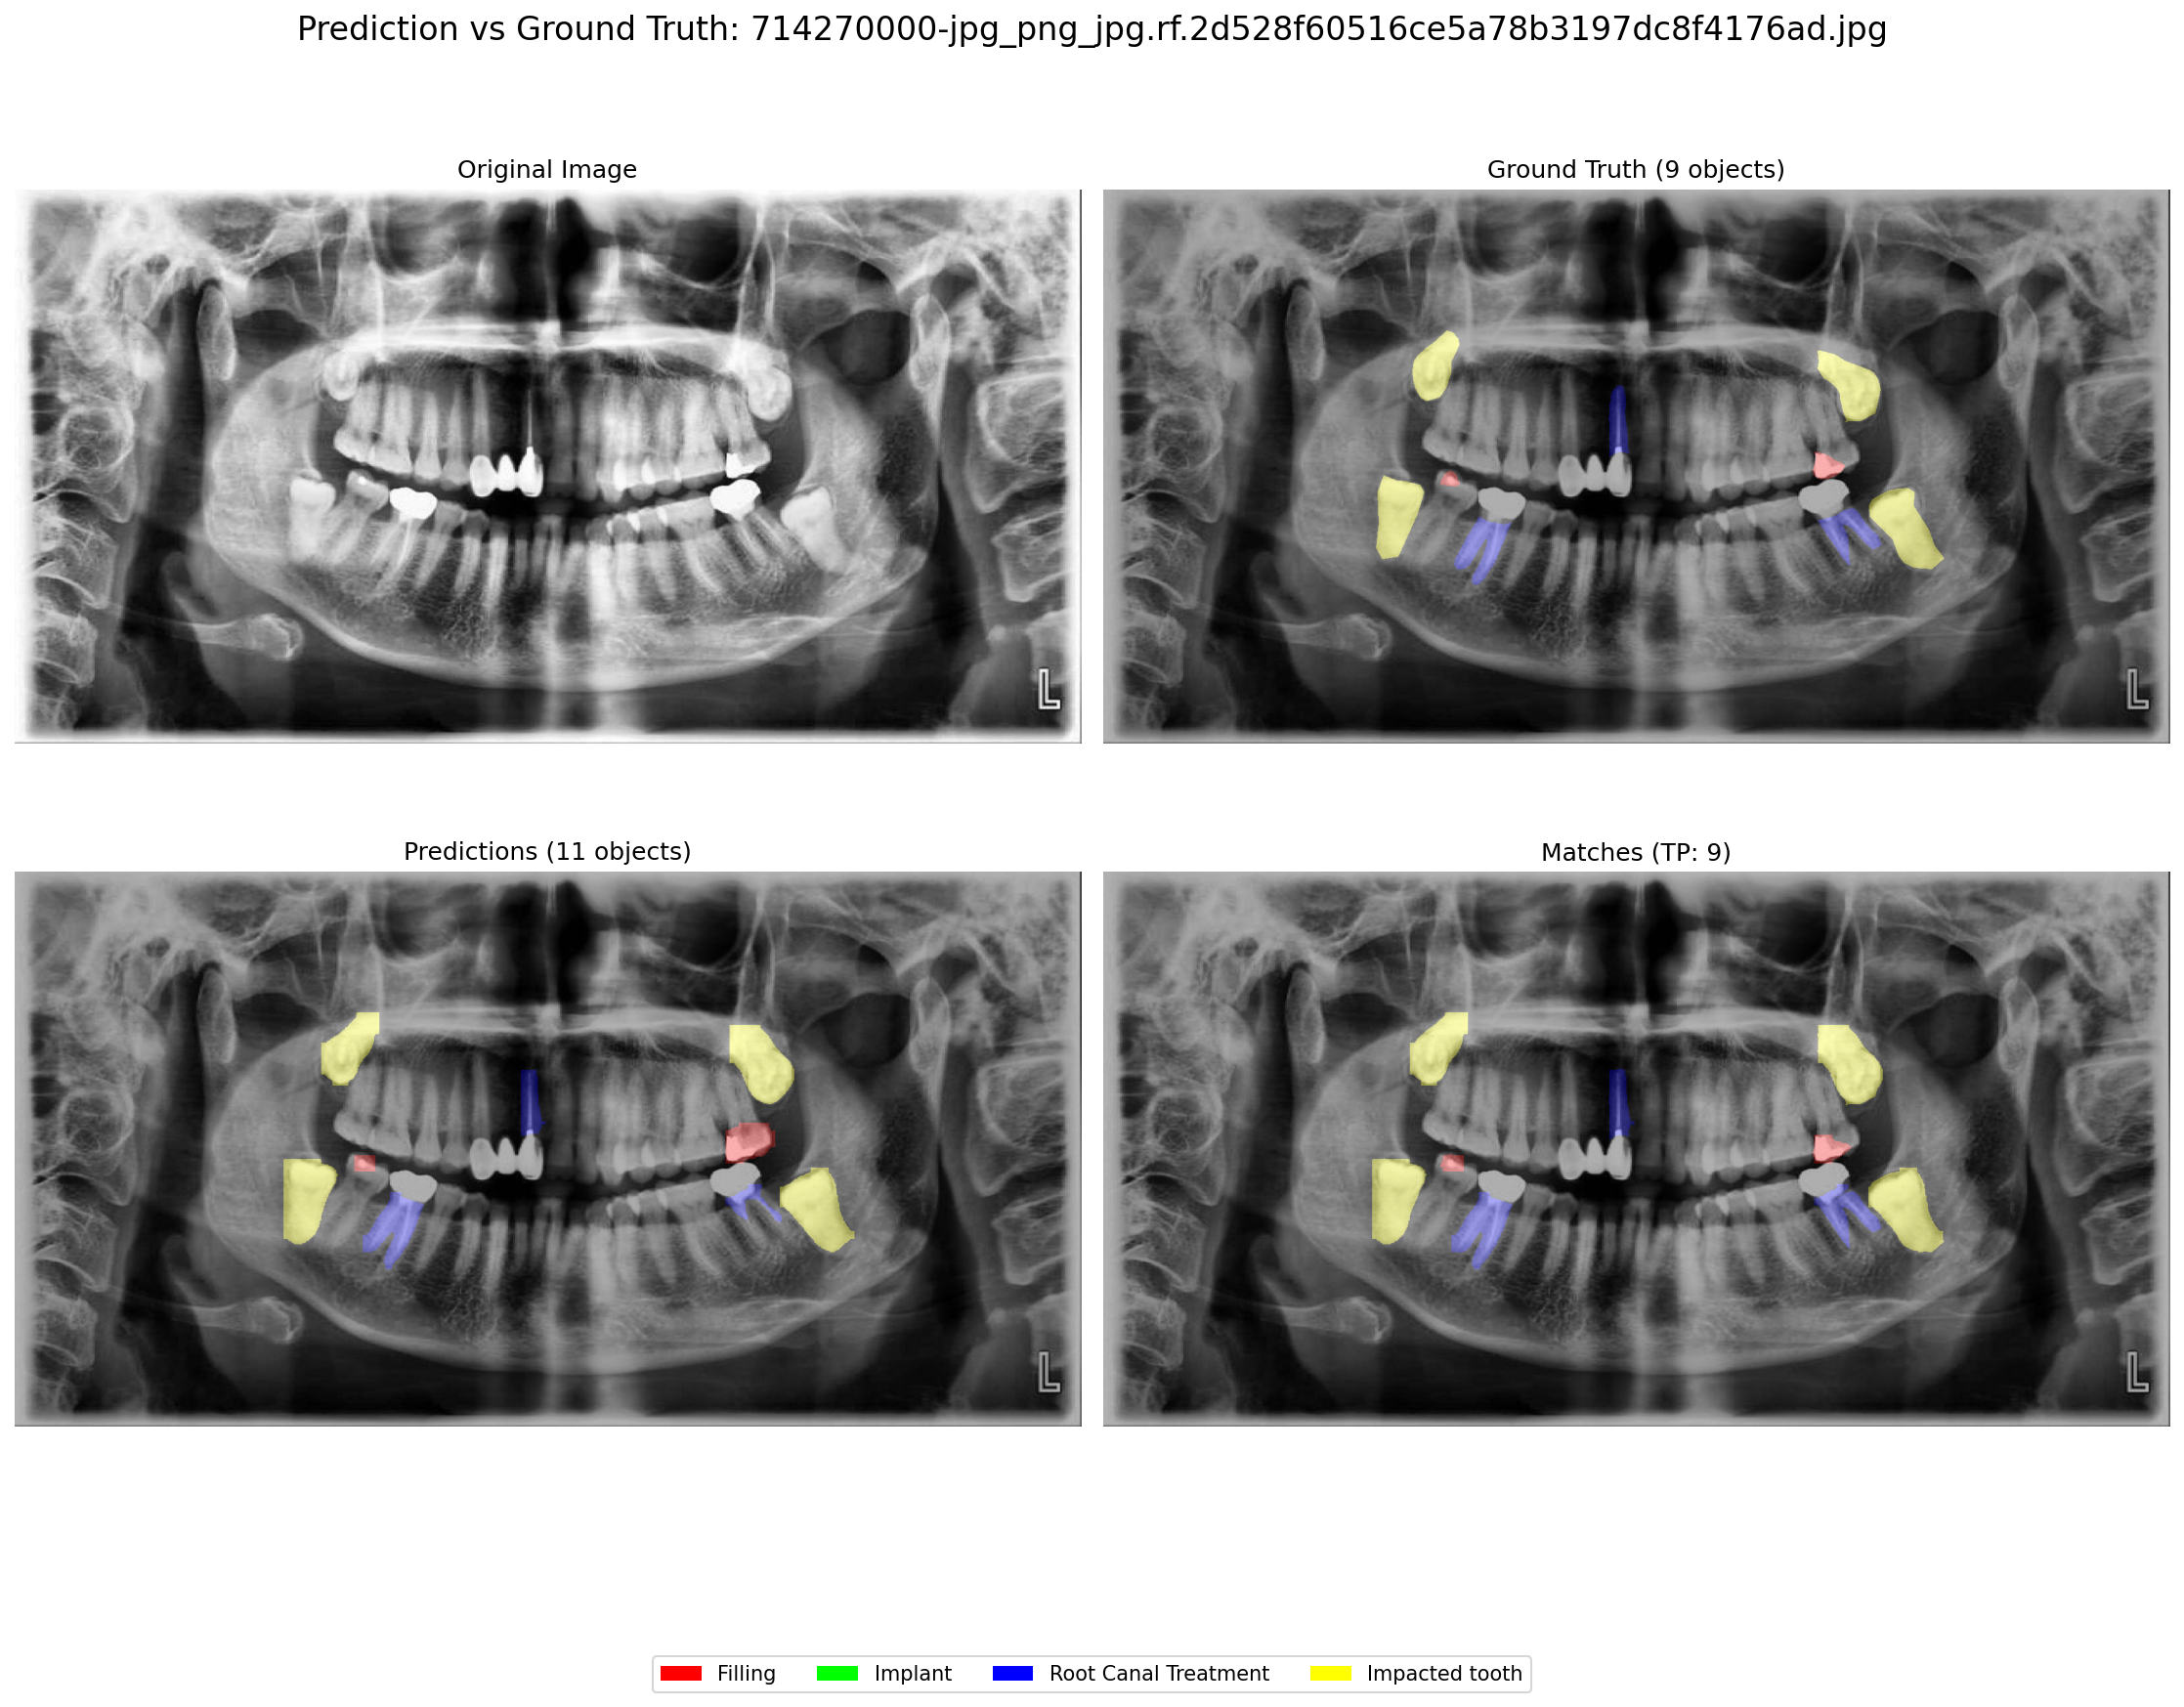 Prediction vs Ground Truth: 714270000-jpg_png_jpg.rf.2d528f60516ce5a78b3197dc8f4176ad.jpg
Original Image
Ground Truth (9 objects)
L
L
Predictions (11 objects)
Matches (TP: 9)
L
L
Filling
Implant
Root Canal Treatment
Impacted tooth